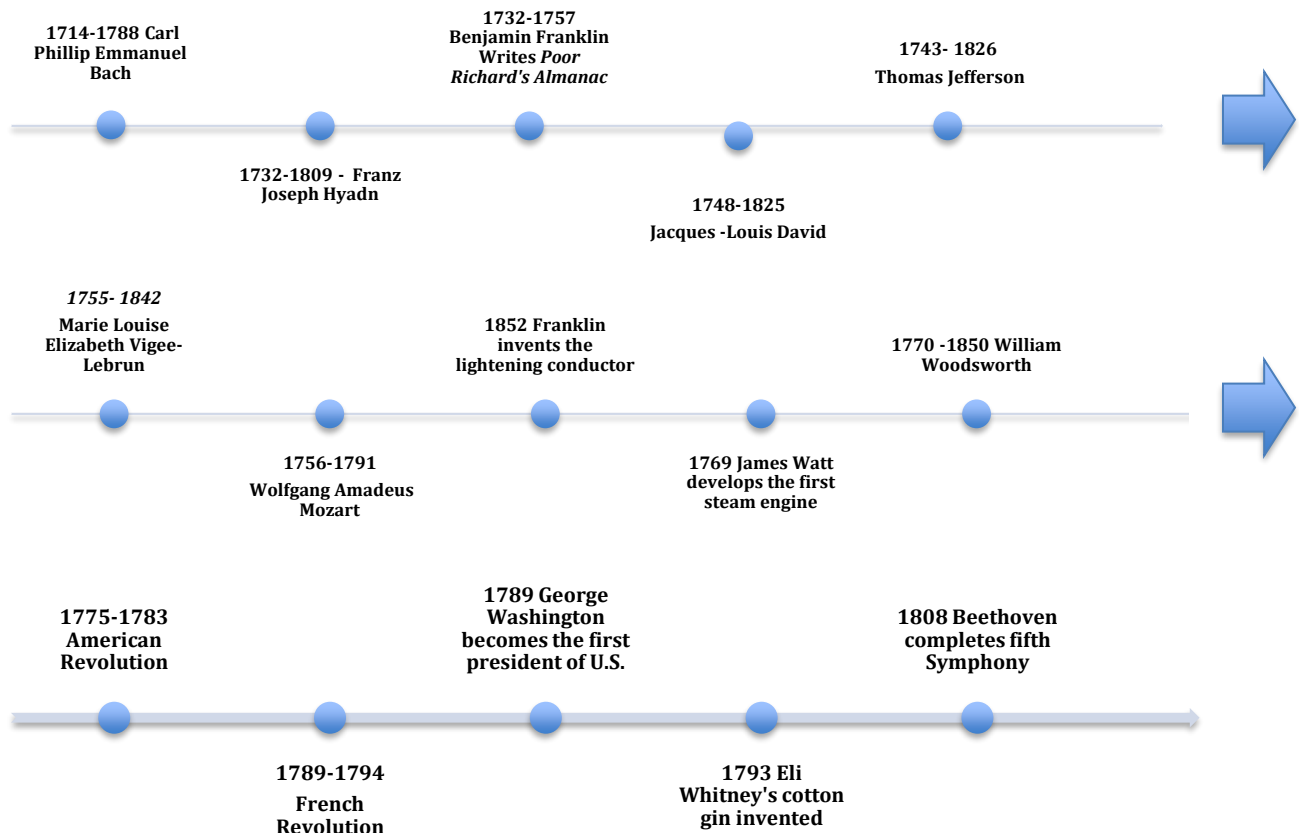 1714-1788 Carl
Phillip Emmanuel
Bach
1732-1809 - Franz
Joseph Hyadn
1732-1757
Benjamin Franklin
Writes Poor
Richard's Almanac
1748-1825
Jacques -Louis David
1743- 1826
Thomas Jefferson
1755- 1842
Marie Louise
Elizabeth Vigee-
Lebrun
1756-1791
Wolfgang Amadeus
Mozart
1852 Franklin
invents the
lightening conductor
1769 James Watt
develops the first
steam engine
1770 -1850 William
Woodsworth
1775-1783
American
Revolution
1789-1794
French
Revolution
1789 George
Washington
becomes the first
president of U.S.
1793 Eli
Whitney's cotton
gin invented
1808 Beethoven
completes fifth
Symphony